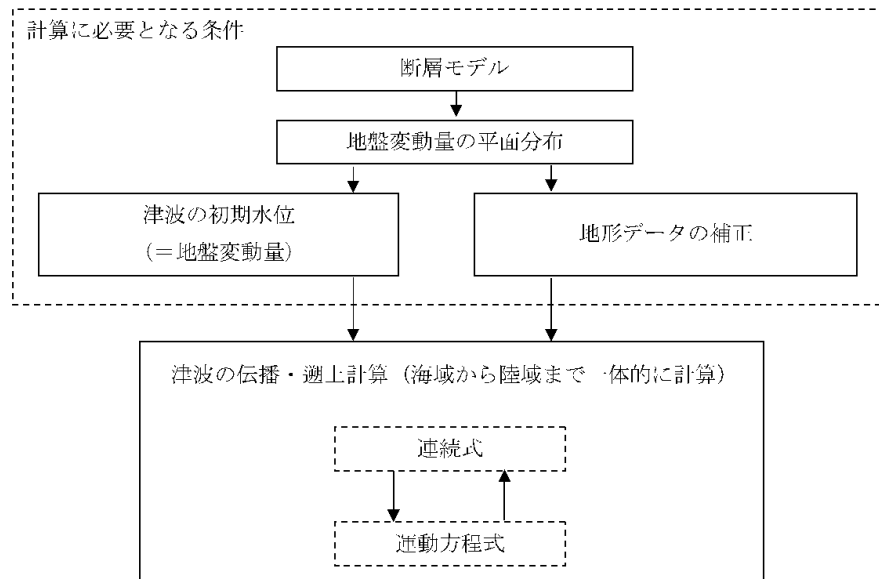 計算に必要となる条件
断層モデル
地盤変動量の平面分布
津波の初期水位
(＝地盤変動量)
地形データの補正
津波の伝播・遡上計算（海域から陸域まで一体的に計算）
連続式
運動方程式